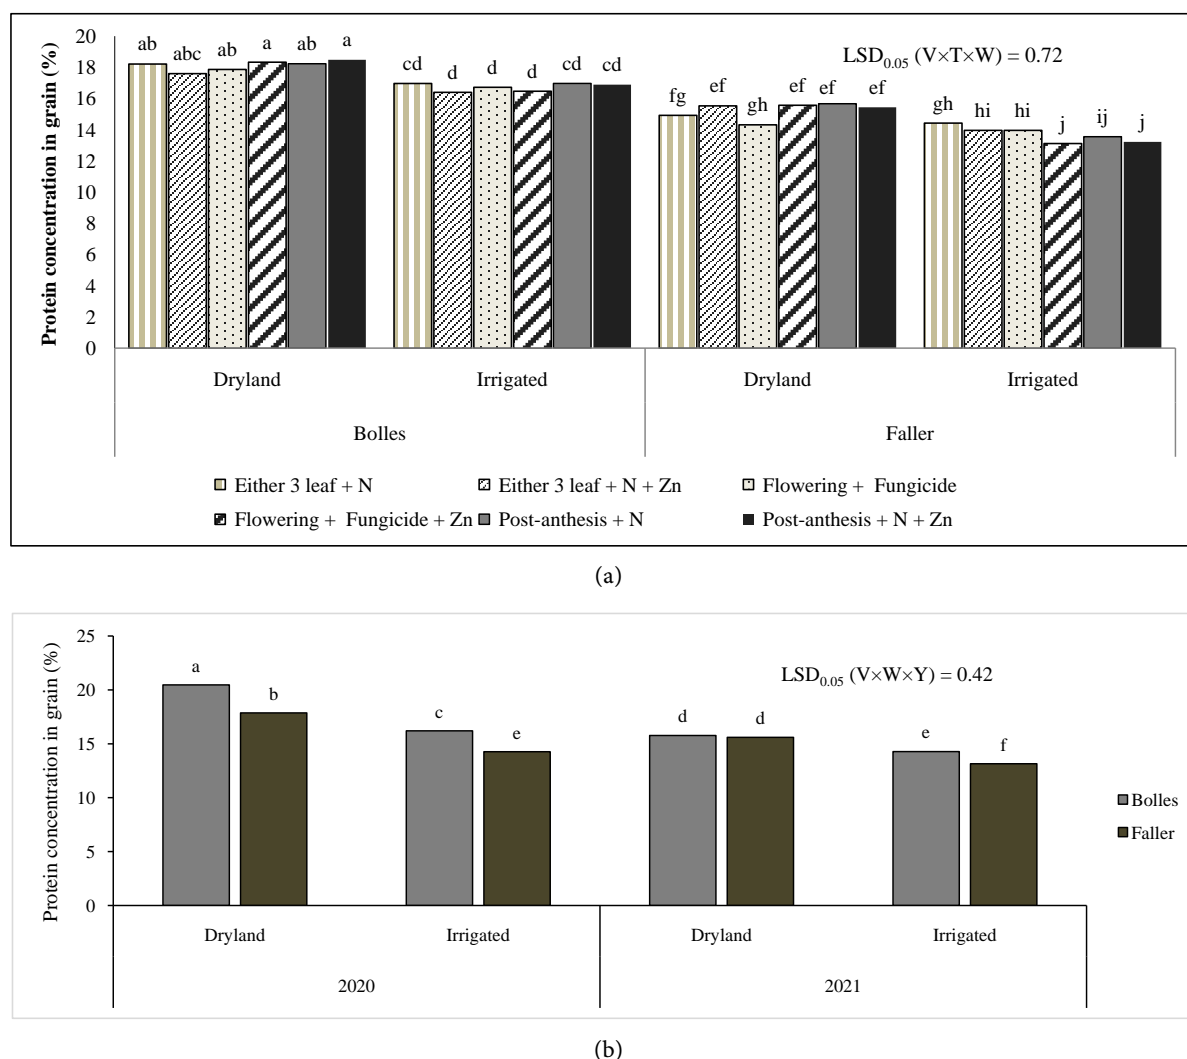 Protein concentration in grain (%)
20
18
16
14
12
10
8
6
4
2
0
ab
abc
ab
a
ab
a
cd
d
d
d
cd
cd
fg
ef
gh
ef
ef
ef
gh
hi
hi
j
ij
j
LSD0.05 (V×T×W) = 0.72
Dryland Irrigated Dryland Irrigated
Bolles Faller
Either 3 leaf + N Either 3 leaf + N + Zn Flowering + Fungicide
Flowering + Fungicide + Zn Post-anthesis + N Post-anthesis + N + Zn
(a)
Protein concentration in grain (%)
25
20
15
10
5
0
a
b
c
e
d
d
e
f
LSD0.05 (V×W×Y) = 0.42
Bolles
Faller
Dryland Irrigated Dryland Irrigated
2020 2021
(b)